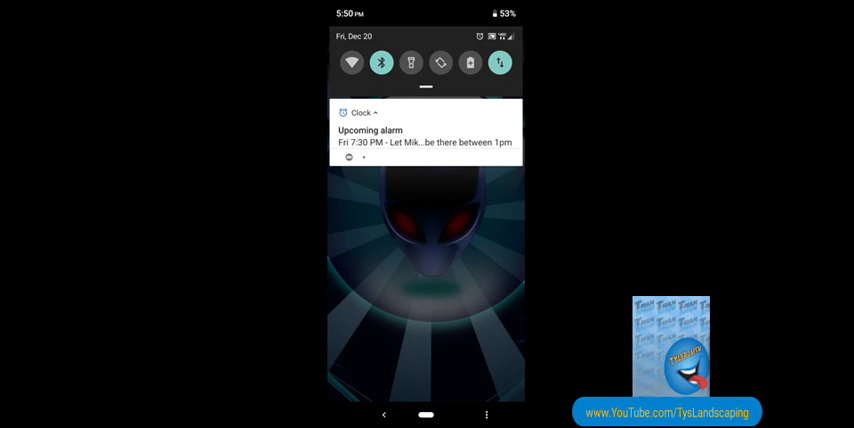 5:50 PM
53%
Fri, Dec 20
Clock
Upcoming alarm
Fri 7:30 PM - Let Mik...be there between 1pm
TYSLANDS
www.YouTube.com/TysLandscaping